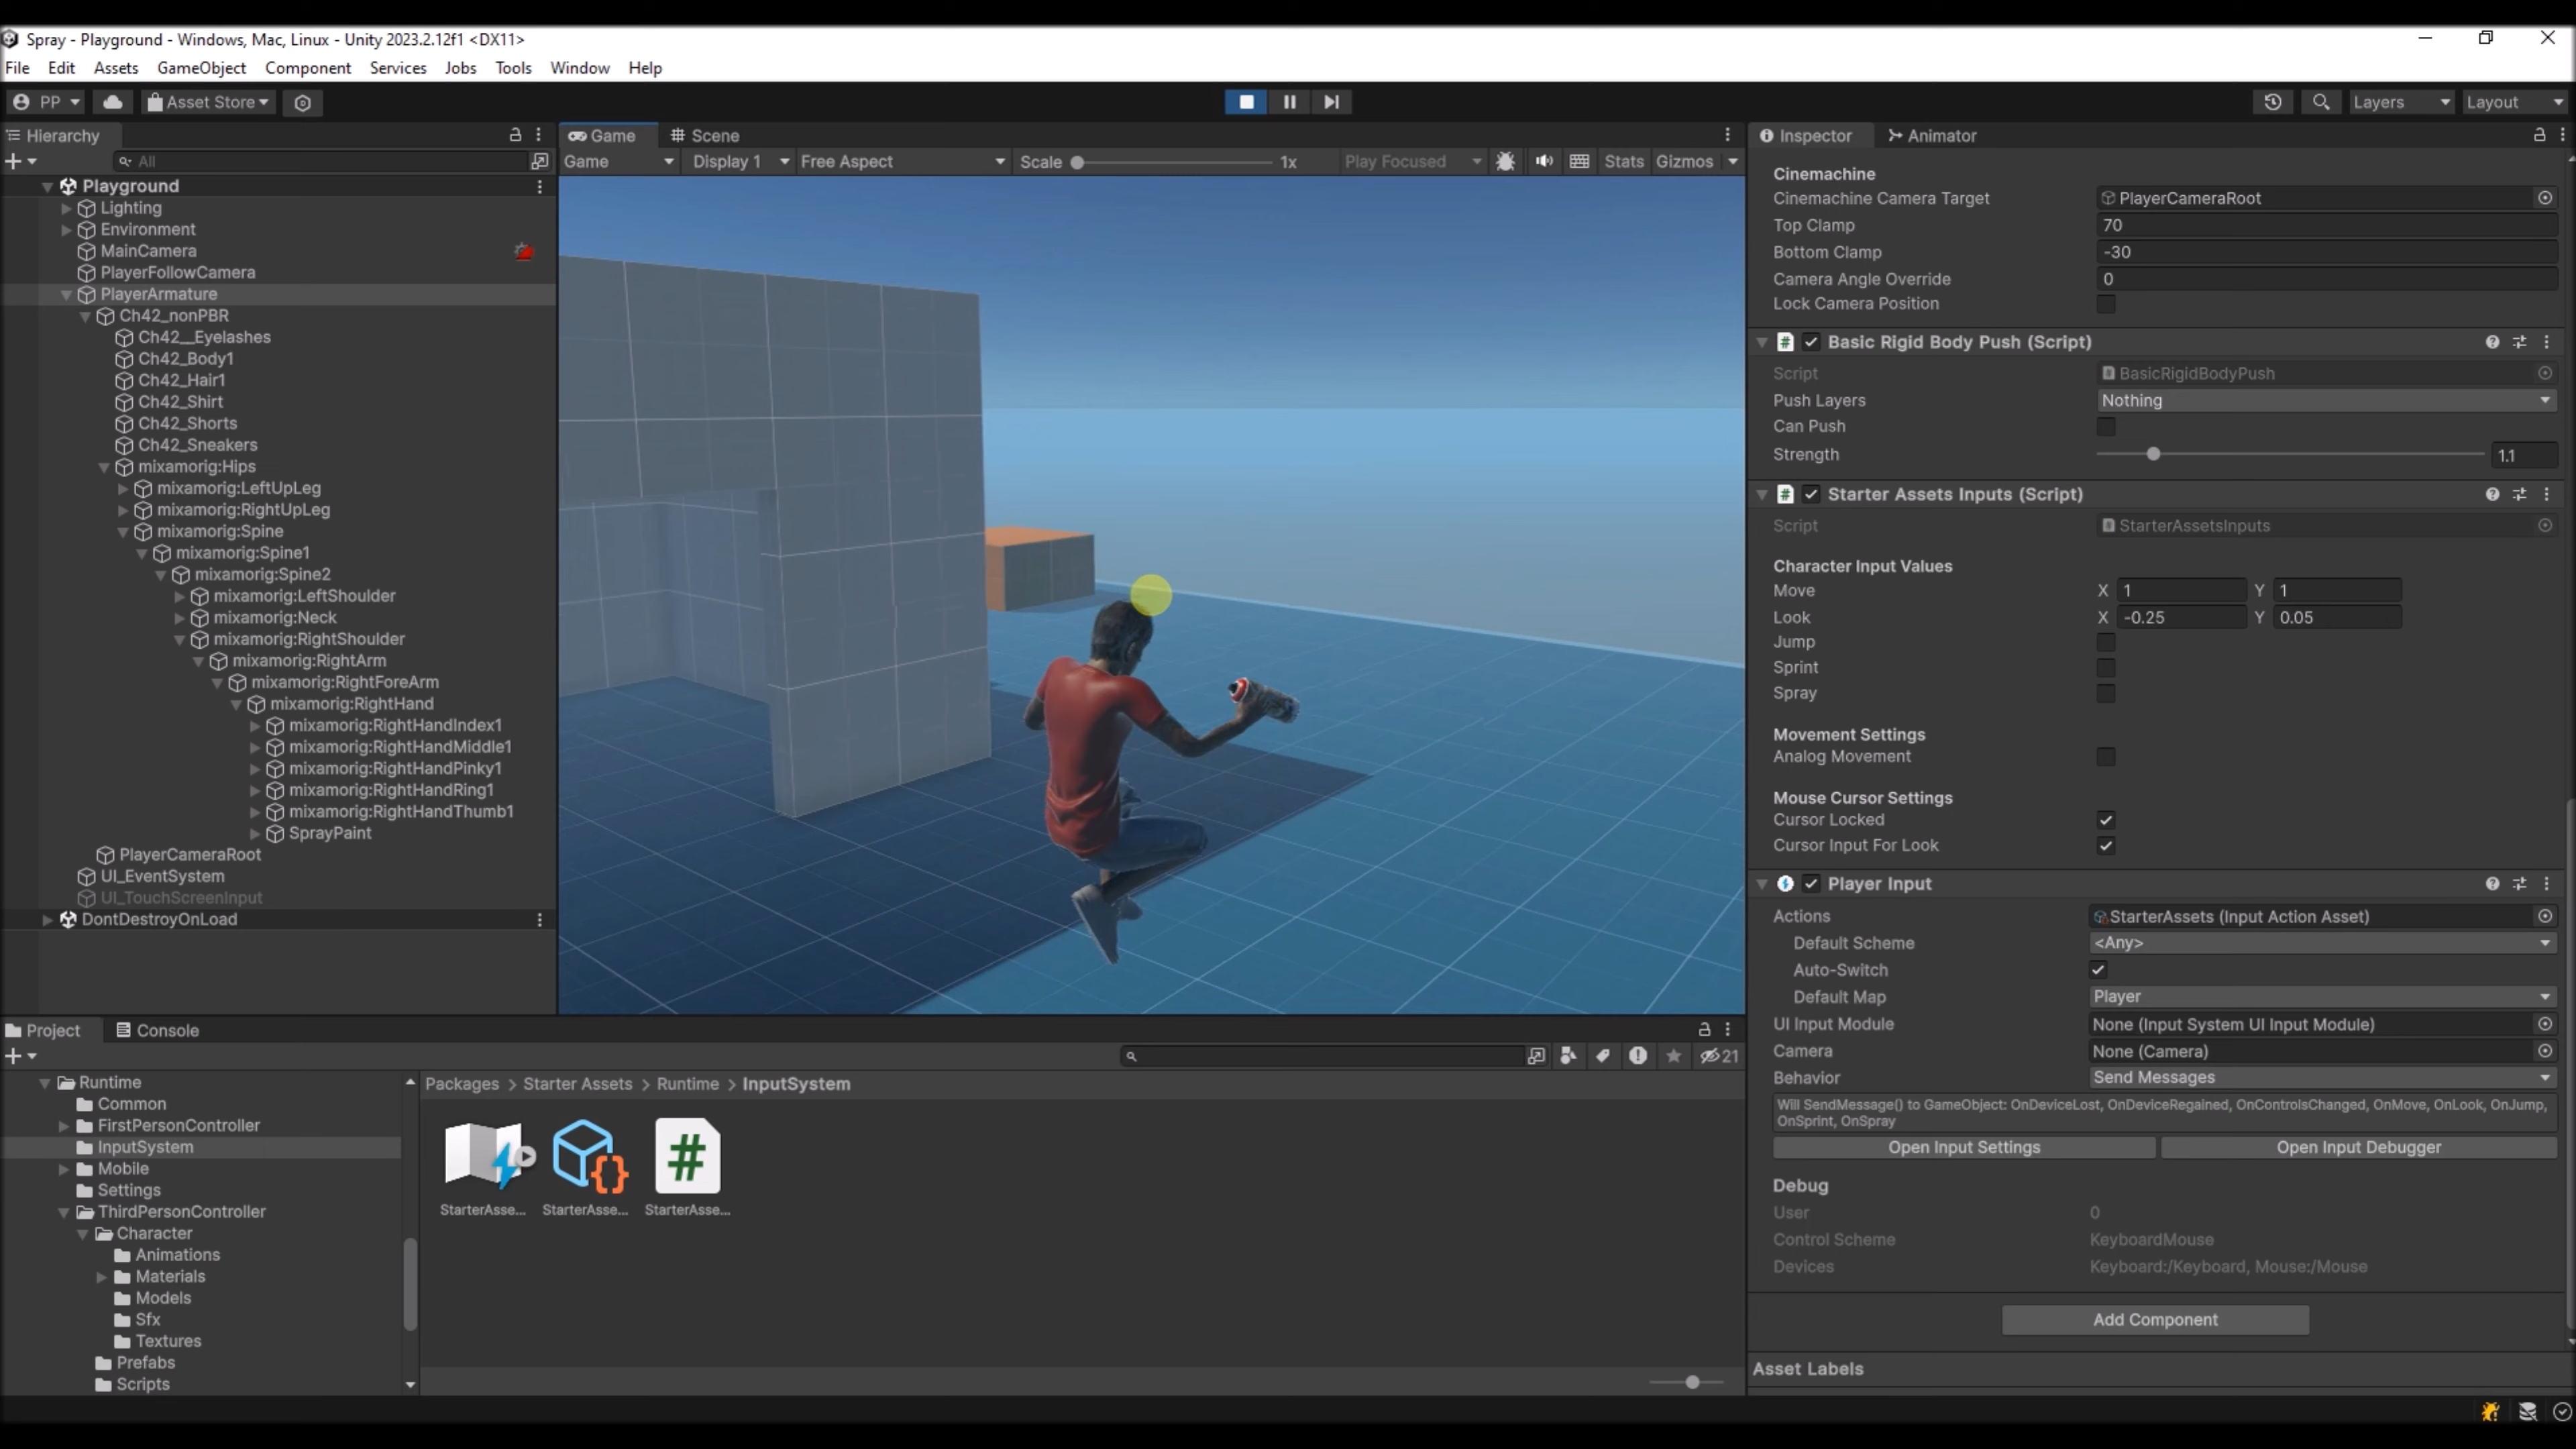 Spray - Playground - Windows, Mac, Linux - Unity 2023.2.12f1 <DX11>
File Edit Assets GameObject Component Services Jobs Tools Window Help
PP Asset Store Layers Layout
Hierarchy
All
Playground
Lighting
Environment
MainCamera
PlayerFollowCamera
PlayerArmature
Ch42_nonPBR
Ch42__Eyelashes
Ch42_Body1
Ch42_Hair1
Ch42_Shirt
Ch42_Shorts
Ch42_Sneakers
mixamorig:Hips
mixamorig:LeftUpLeg
mixamorig:RightUpLeg
mixamorig:Spine
mixamorig:Spine1
mixamorig:Spine2
mixamorig:LeftShoulder
mixamorig:Neck
mixamorig:RightShoulder
mixamorig:RightArm
mixamorig:RightForeArm
mixamorig:RightHand
mixamorig:RightHandIndex1
mixamorig:RightHandMiddle1
mixamorig:RightHandPinky1
mixamorig:RightHandRing1
mixamorig:RightHandThumb1
SprayPaint
PlayerCameraRoot
UI_EventSystem
UI_TouchScreenInput
DontDestroyOnLoad
Game Scene
Game Display 1 Free Aspect Scale 1x Play Focused Stats Gizmos
Inspector Animator
Cinemachine
Cinemachine Camera Target PlayerCameraRoot
Top Clamp 70
Bottom Clamp -30
Camera Angle Override 0
Lock Camera Position
Basic Rigid Body Push (Script)
Script BasicRigidBodyPush
Push Layers Nothing
Can Push
Strength 1.1
# Starter Assets Inputs (Script)
Script StarterAssetsInputs
Character Input Values
Move X 1 Y 1
Look X -0.25 Y 0.05
Jump
Sprint
Spray
Movement Settings
Analog Movement
Mouse Cursor Settings
Cursor Locked
Cursor Input For Look
Player Input
Actions StarterAssets (Input Action Asset)
Default Scheme <Any>
Auto-Switch
Default Map Player
UI Input Module None (Input System UI Input Module)
Camera None (Camera)
Behavior Send Messages
Will SendMessage() to GameObject: OnDeviceLost, OnDeviceRegained, OnControlsChanged, OnMove, OnLook, OnJump,
OnSprint, OnSpray
Open Input Settings Open Input Debugger
Debug
User 0
Control Scheme KeyboardMouse
Devices Keyboard:/Keyboard, Mouse:/Mouse
Add Component
Asset Labels
Project Console
21
Runtime
Common
FirstPersonController
InputSystem
Mobile
Settings
ThirdPersonController
Character
Animations
Materials
Models
Sfx
Textures
Prefabs
Scripts
Packages > Starter Assets > Runtime > InputSystem
StarterAsse... StarterAsse... StarterAsse...